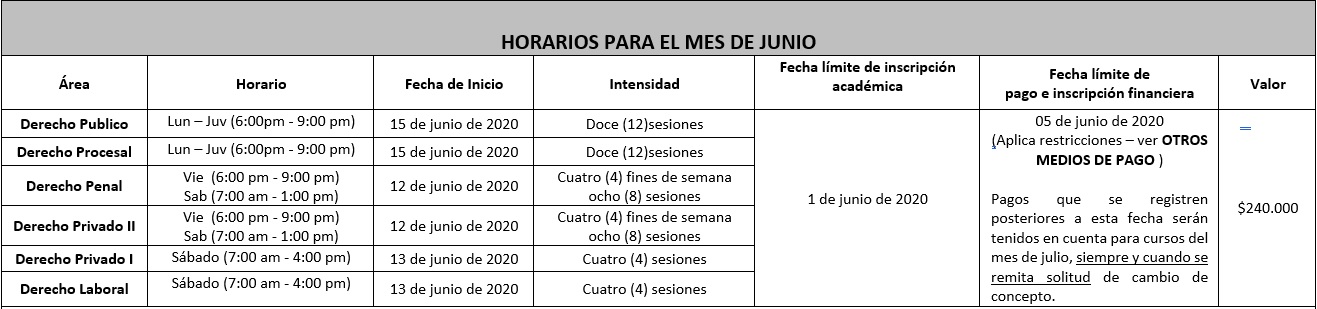 HORARIOS PARA EL MES DE JUNIO
Área
Horario
Fecha de Inicio
Intensidad
Fecha límite de inscripción
académica
Fecha límite de
pago e inscripción financiera
Valor
Derecho Publico
Lun – Juv (6:00pm - 9:00 pm)
15 de junio de 2020
Doce (12)sesiones
Derecho Procesal
Lun – Juv (6:00pm - 9:00 pm)
15 de junio de 2020
Doce (12)sesiones
Derecho Penal
Vie (6:00 pm - 9:00 pm)
Sab (7:00 am - 1:00 pm)
12 de junio de 2020
Cuatro (4) fines de semana
ocho (8) sesiones
Derecho Privado II
Vie (6:00 pm - 9:00 pm)
Sab (7:00 am - 1:00 pm)
12 de junio de 2020
Cuatro (4) fines de semana
ocho (8) sesiones
Derecho Privado I
Sábado (7:00 am - 4:00 pm)
13 de junio de 2020
Cuatro (4) sesiones
Derecho Laboral
Sábado (7:00 am - 4:00 pm)
13 de junio de 2020
Cuatro (4) sesiones
1 de junio de 2020
05 de junio de 2020
(Aplica restricciones – ver OTROS
MEDIOS DE PAGO )
Pagos que se registren
posteriores a esta fecha serán
tenidos en cuenta para cursos del
mes de julio, siempre y cuando se
remita solitud de cambio de
concepto.
$240.000